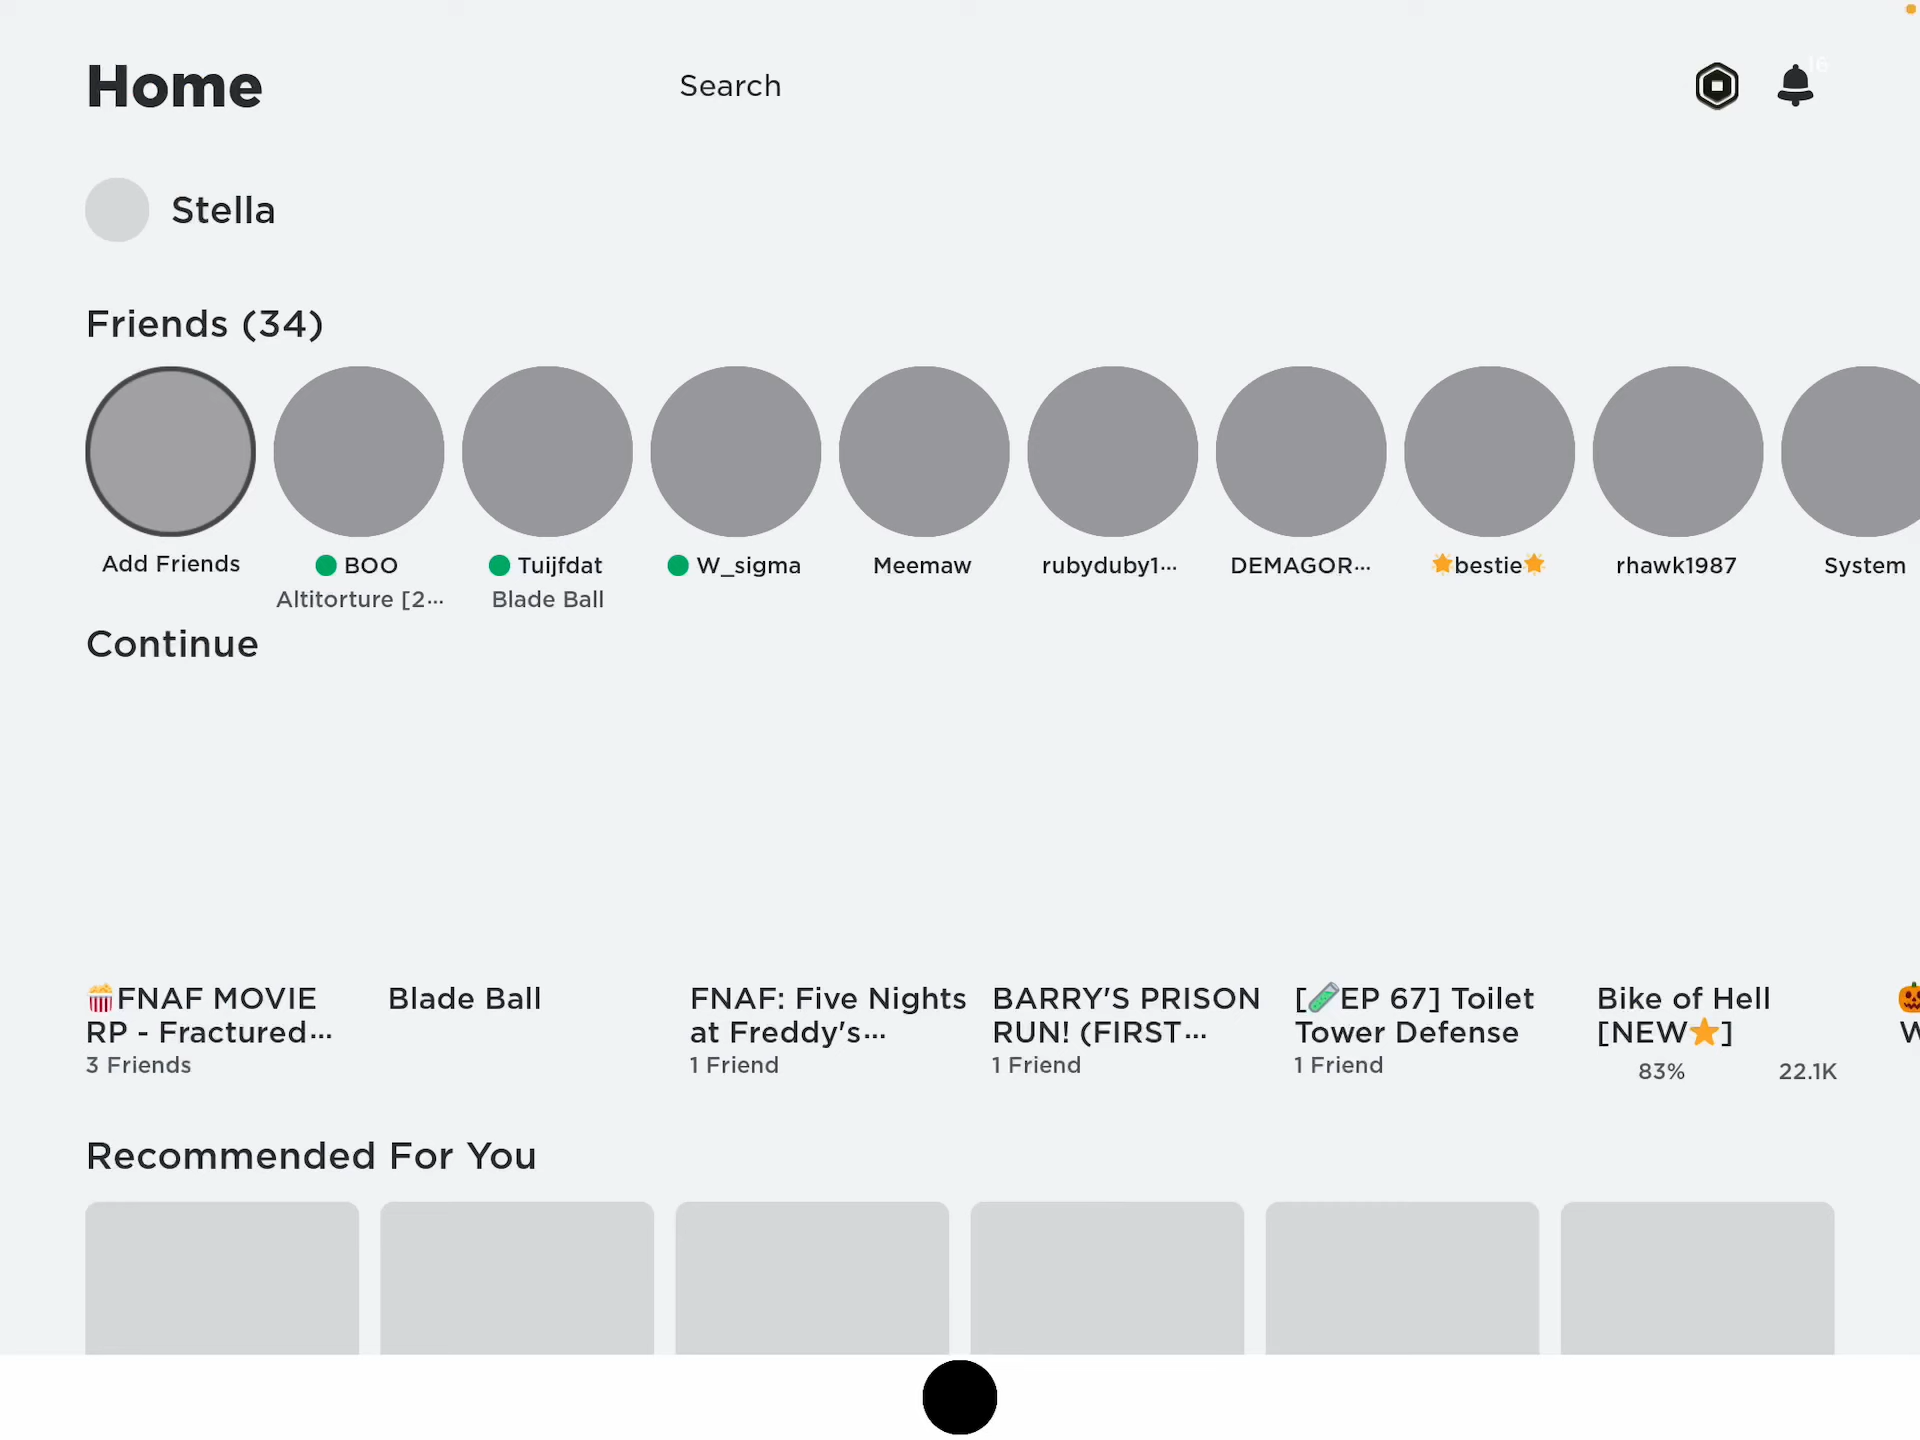 Home
Search
16
Stella
Friends (34)
Add Friends
BOO
Altitorture [2...
Tuijfdat
Blade Ball
W_sigma
Meemaw
rubyduby1...
DEMAGOR...
🌟bestie🌟
rhawk1987
System
Continue
🍿FNAF MOVIE
RP - Fractured...
3 Friends
Blade Ball
FNAF: Five Nights
at Freddy's...
1 Friend
BARRY'S PRISON
RUN! (FIRST...
1 Friend
[🧪EP 67] Toilet
Tower Defense
1 Friend
Bike of Hell
[NEW⭐]
83% 22.1K
🎃
Recommended For You